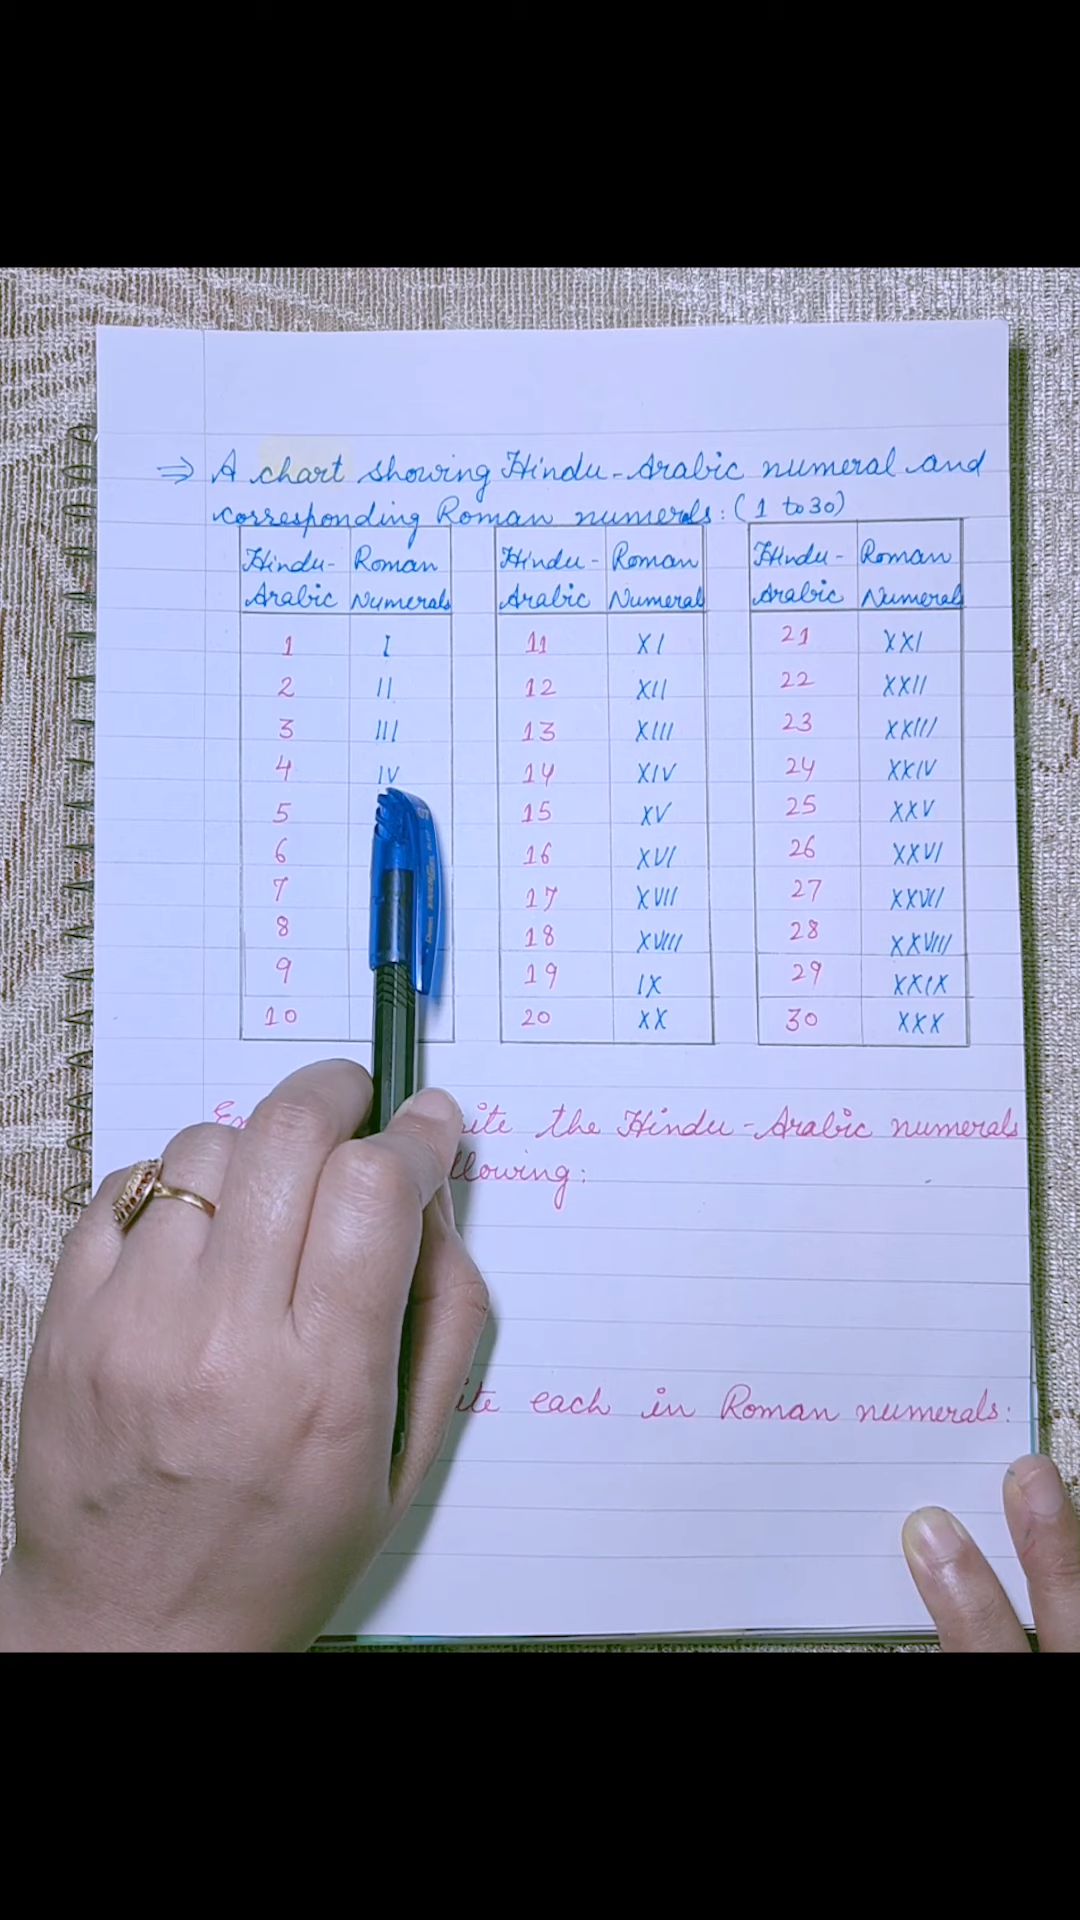 ⇒ A chart showing Hindu-Arabic numeral and
corresponding Roman numerals: (1 to 30)
Hindu-Arabic Roman Numerals
1 I
2 II
3 III
4 IV
5
6
7
8
9
10
Hindu-Arabic Roman Numeral
11 XI
12 XII
13 XIII
14 XIV
15 XV
16 XVI
17 XVII
18 XVIII
19 IX
20 XX
Hindu-Arabic Roman Numeral
21 XXI
22 XXII
23 XXIII
24 XXIV
25 XXV
26 XXVI
27 XXVII
28 XXVIII
29 XXIX
30 XXX
the Hindu-Arabic numerals
each in Roman numerals: